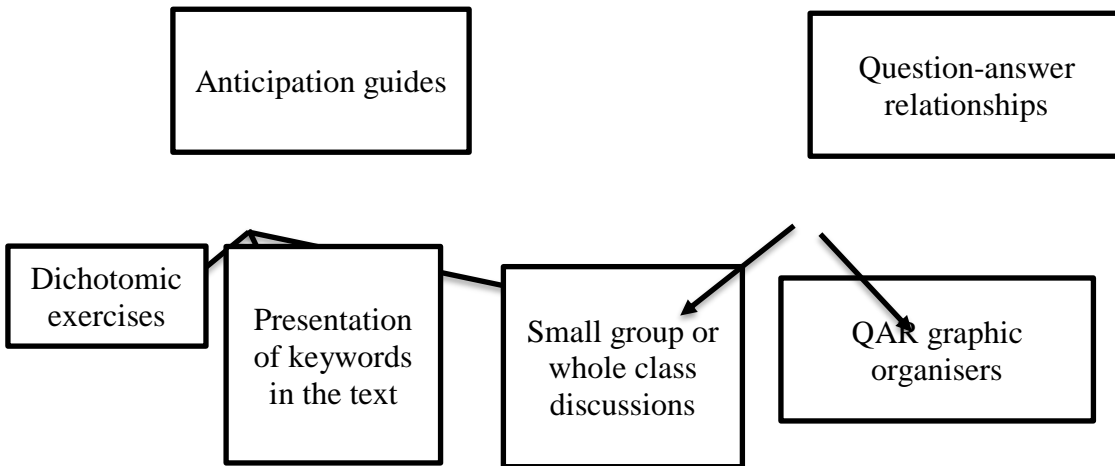 Anticipation guides
Question-answer
relationships
Dichotomic
exercises
Presentation
of keywords
in the text
Small group or
whole class
discussions
QAR graphic
organisers